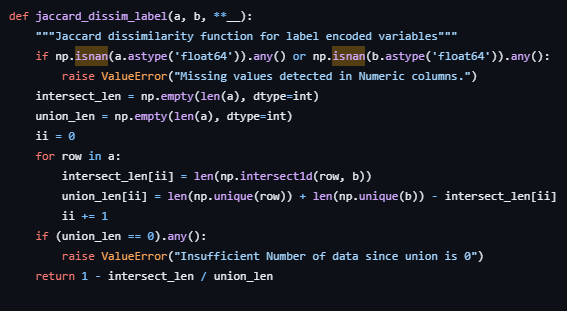 def jaccard_dissim_label(a, b, **__):
    """Jaccard dissimilarity function for label encoded variables"""
    if np.isnan(a.astype('float64')).any() or np.isnan(b.astype('float64')).any():
        raise ValueError("Missing values detected in Numeric columns.")
    intersect_len = np.empty(len(a), dtype=int)
    union_len = np.empty(len(a), dtype=int)
    ii = 0
    for row in a:
        intersect_len[ii] = len(np.intersect1d(row, b))
        union_len[ii] = len(np.unique(row)) + len(np.unique(b)) - intersect_len[ii]
        ii += 1
    if (union_len == 0).any():
        raise ValueError("Insufficient Number of data since union is 0")
    return 1 - intersect_len / union_len